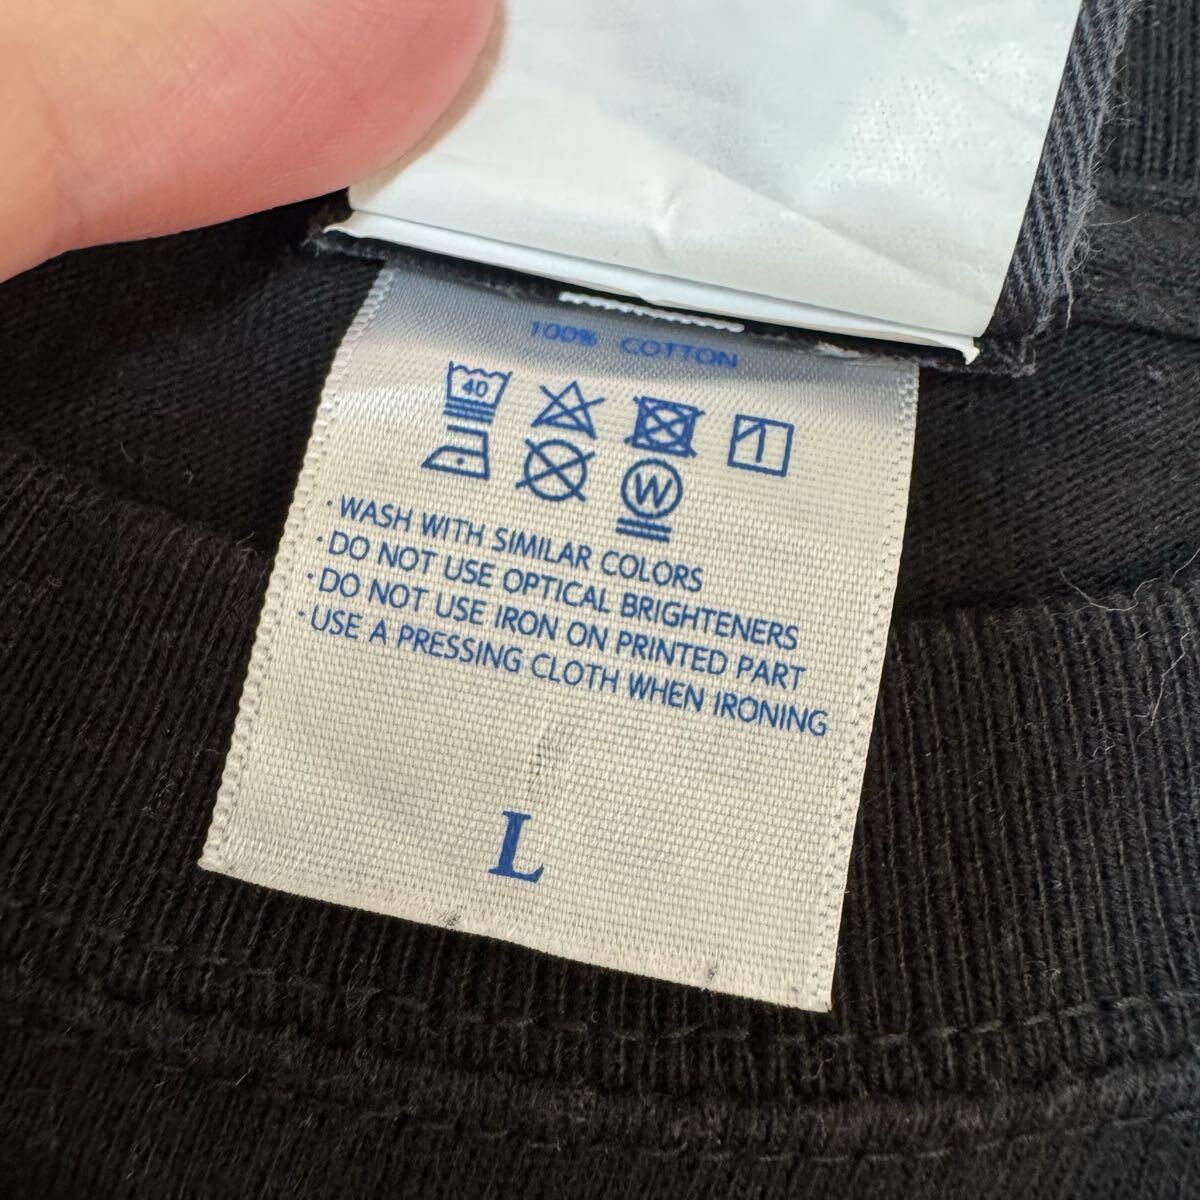 100% COTTON
40
W
· WASH WITH SIMILAR COLORS
· DO NOT USE OPTICAL BRIGHTENERS
· DO NOT USE IRON ON PRINTED PART
· USE A PRESSING CLOTH WHEN IRONING
L